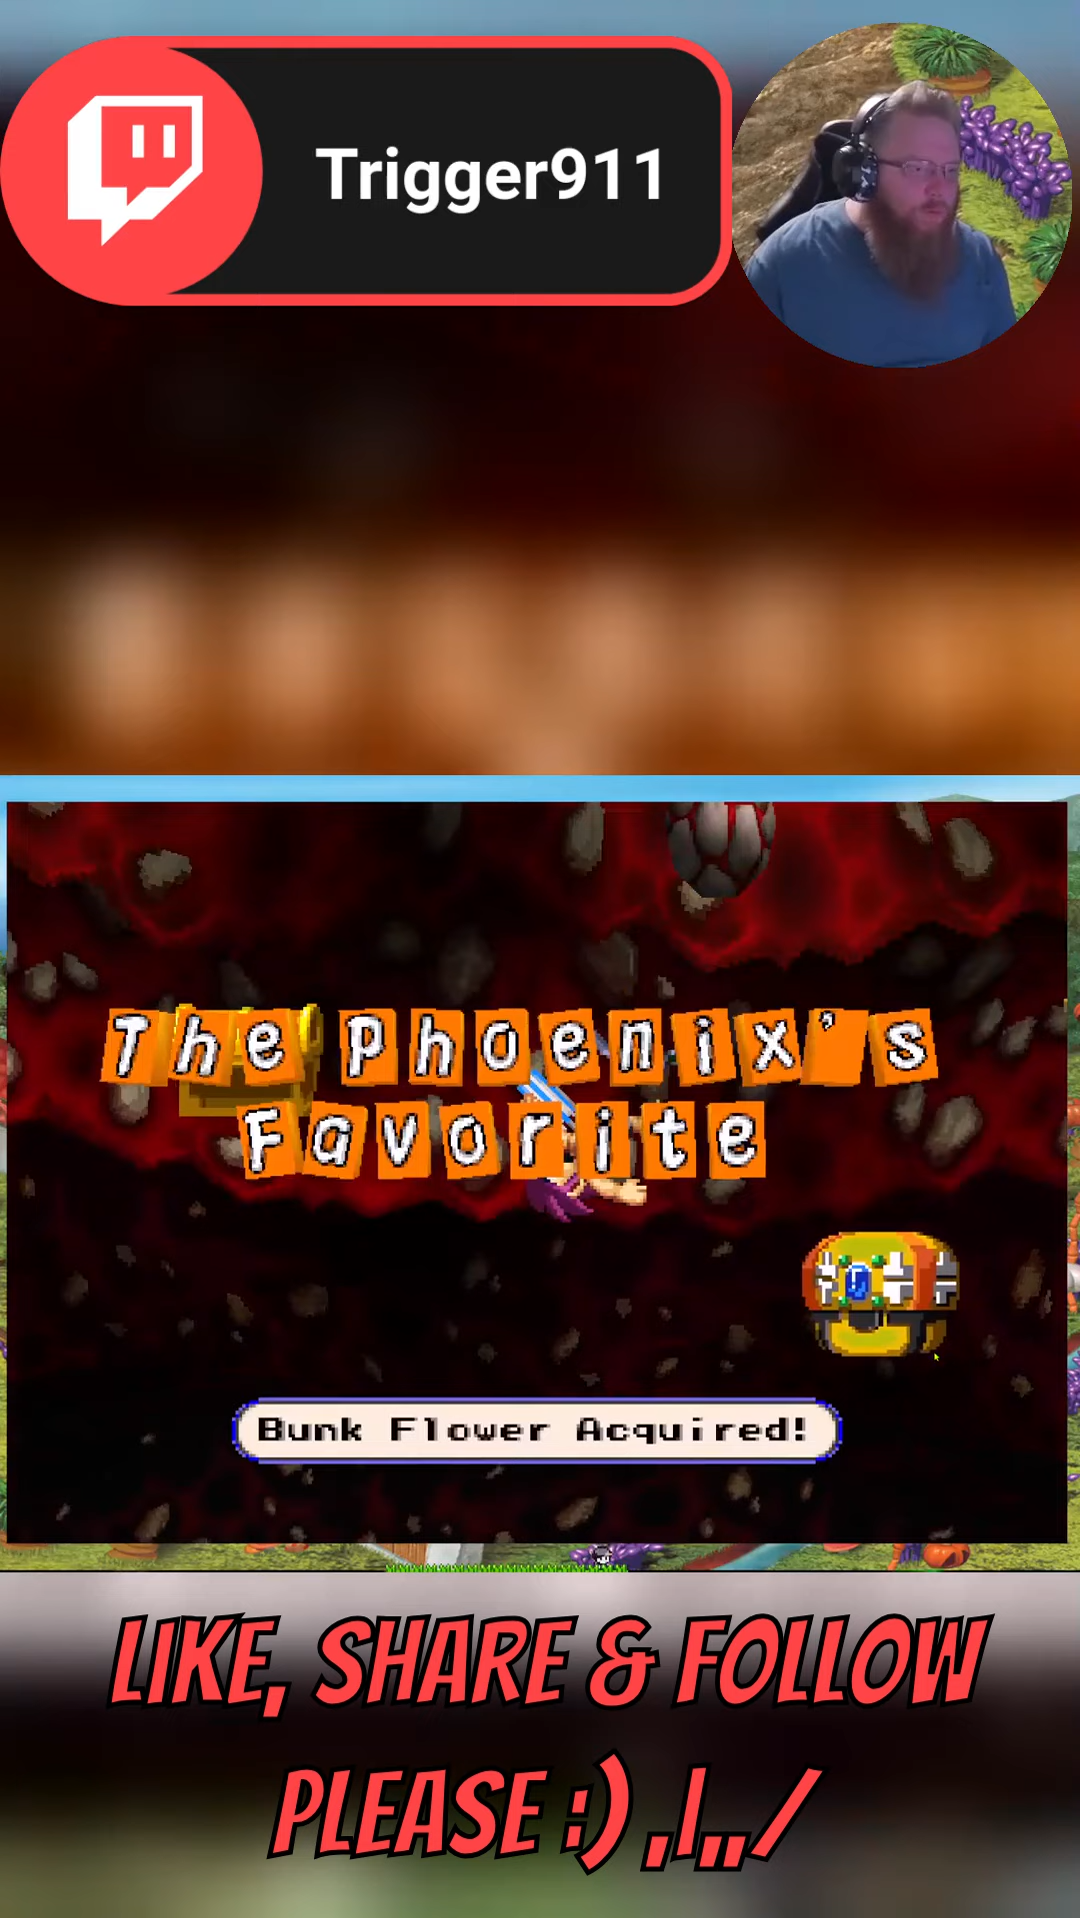 Trigger911
The Phoenix's
Favorite
Bunk Flower Acquired!
LIKE, SHARE & FOLLOW
PLEASE :) ,|,,/